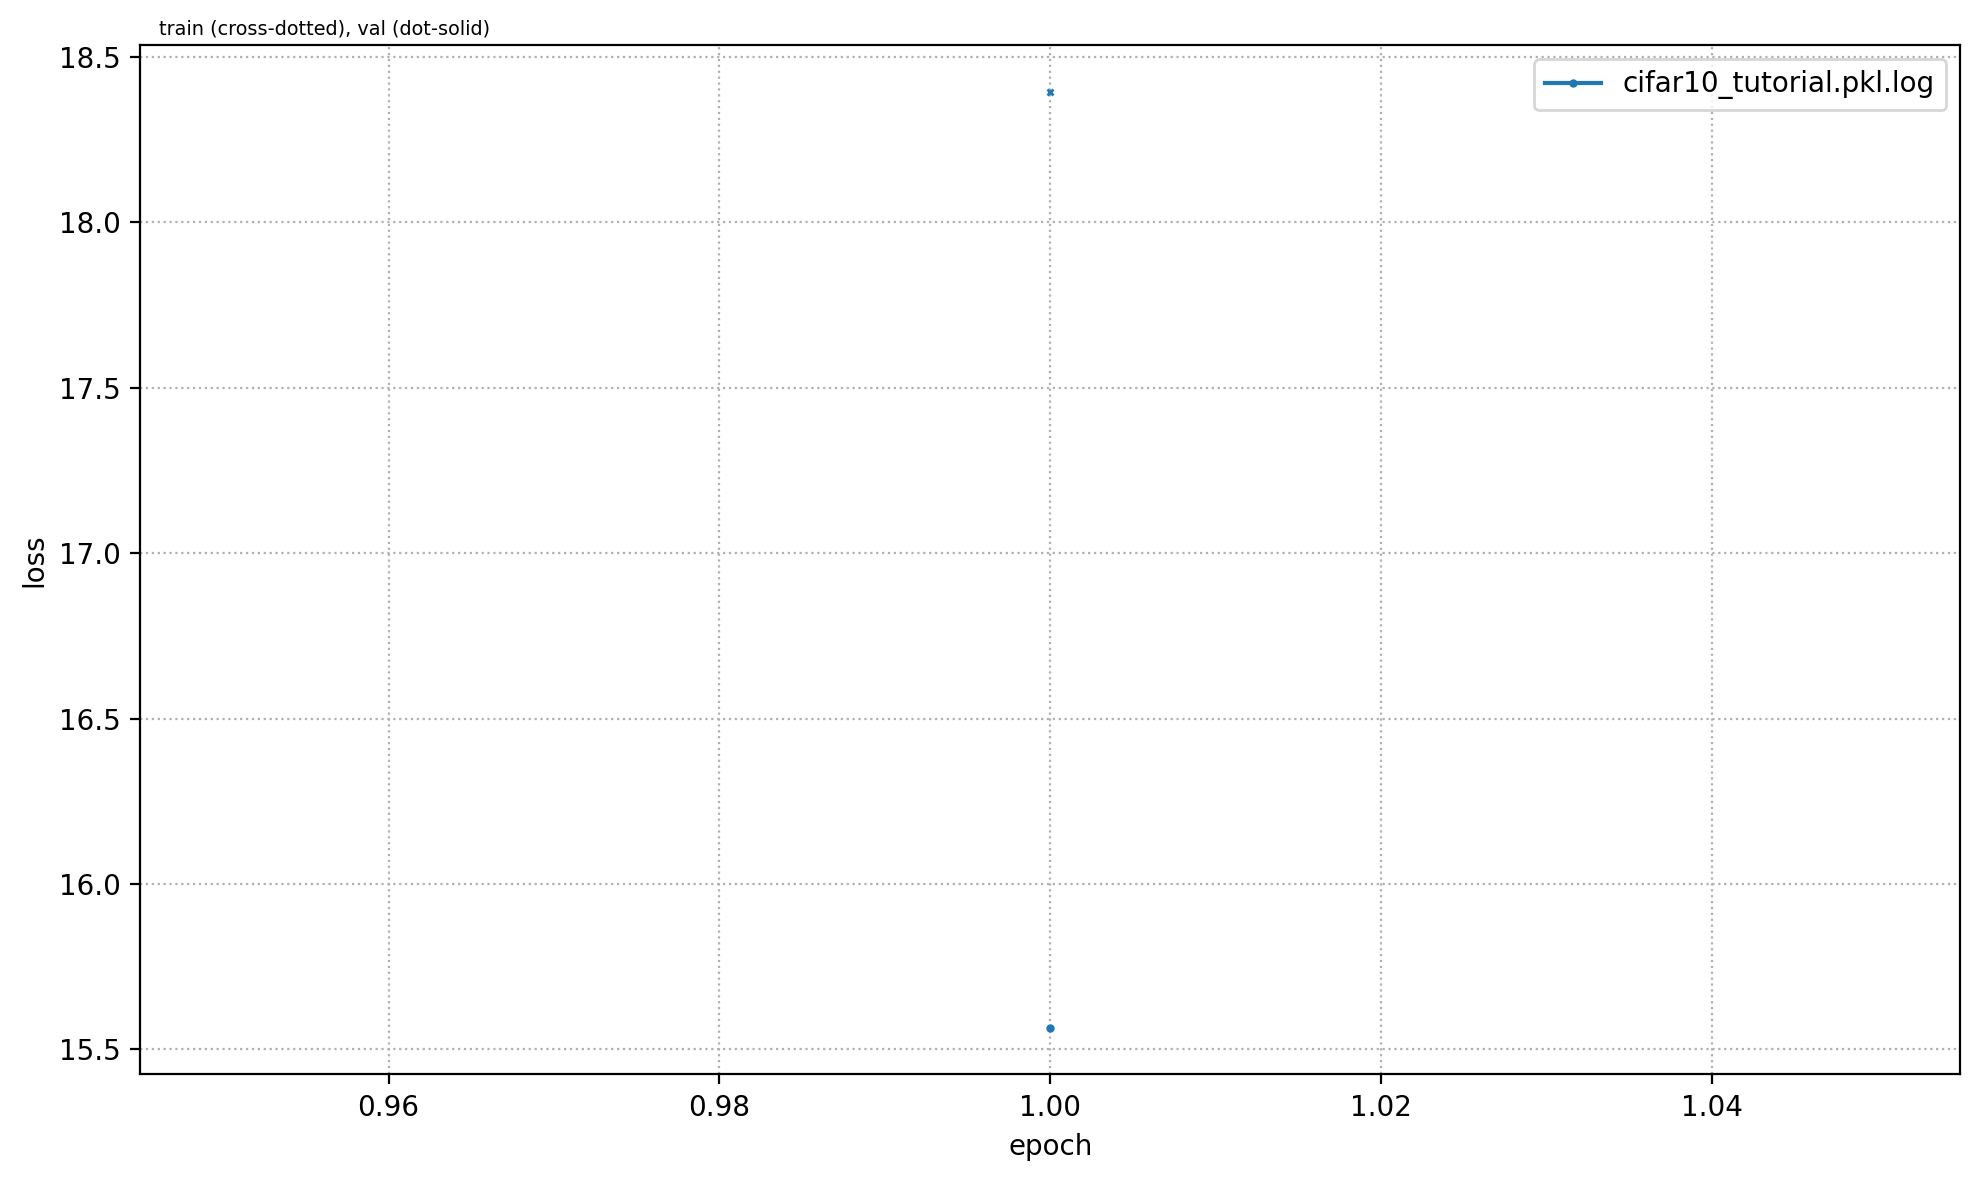 train (cross-dotted), val (dot-solid)
cifar10_tutorial.pkl.log
18.5
18.0
17.5
17.0
16.5
16.0
15.5
loss
0.96 0.98 1.00 1.02 1.04
epoch